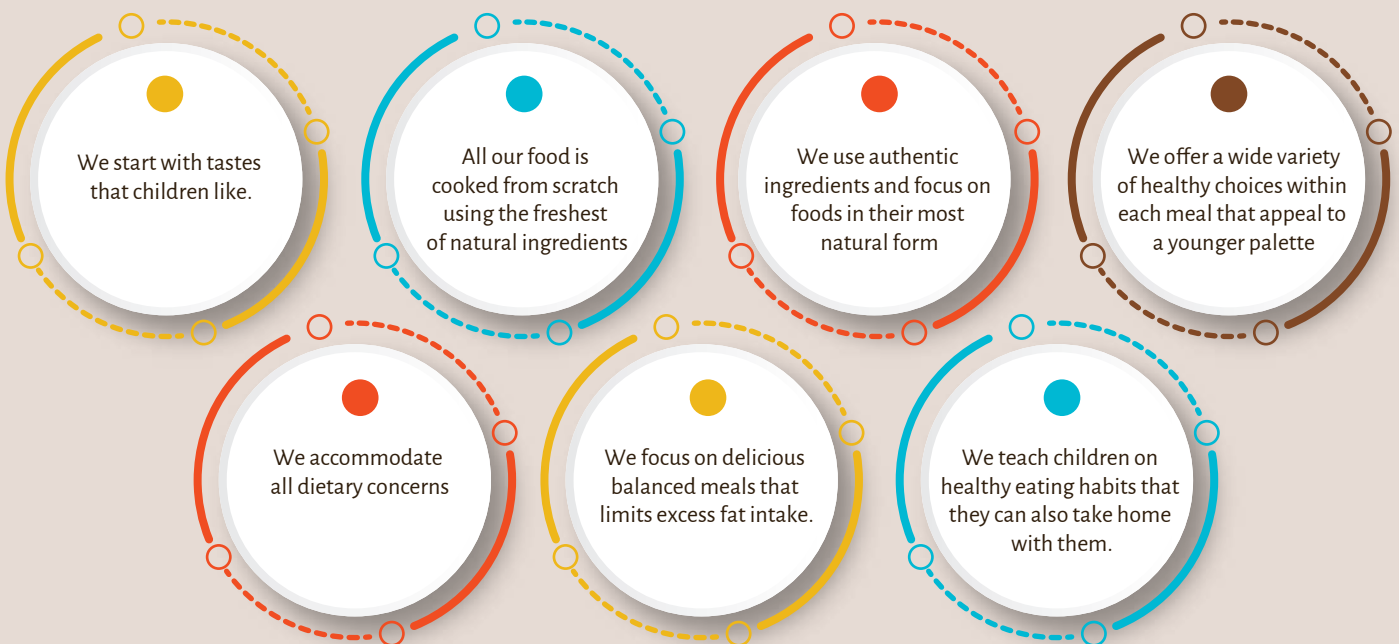 We start with tastes
that children like.
All our food is
cooked from scratch
using the freshest
of natural ingredients
We use authentic
ingredients and focus on
foods in their most
natural form
We offer a wide variety
of healthy choices within
each meal that appeal to
a younger palette
We accommodate
all dietary concerns
We focus on delicious
balanced meals that
limits excess fat intake.
We teach children on
healthy eating habits that
they can also take home
with them.